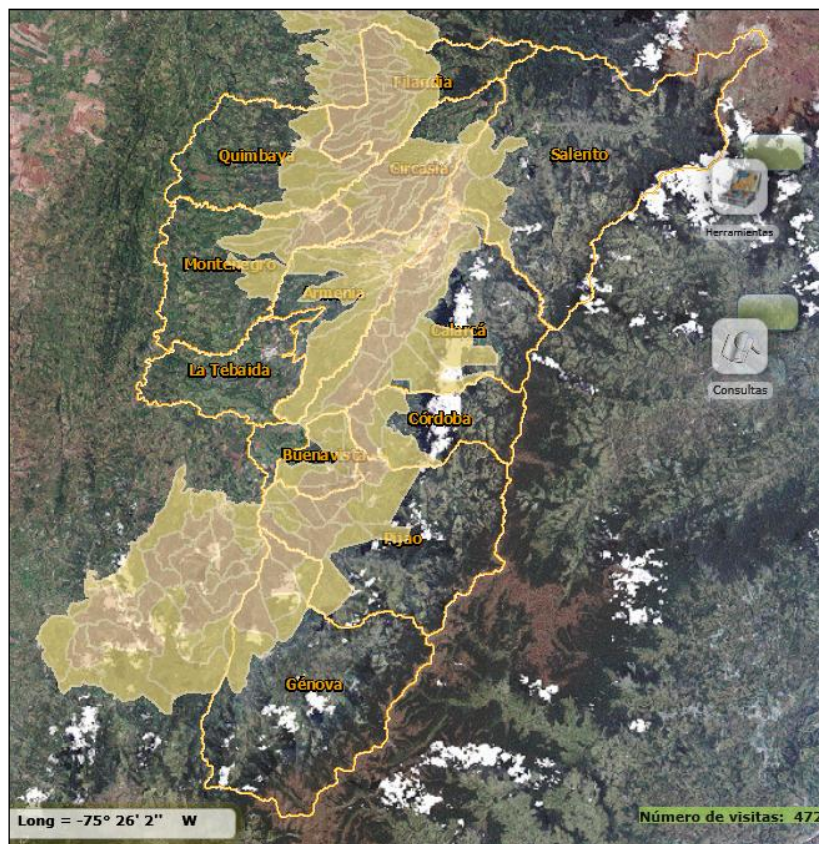 Filandia
Quimbaya
Circasia
Salento
Herramientas
Montenegro
Armenia
Calarcá
La Tebaida
Consultas
Córdoba
Buenavista
Pijao
Génova
Long = -75° 26' 2" W
Número de visitas: 472